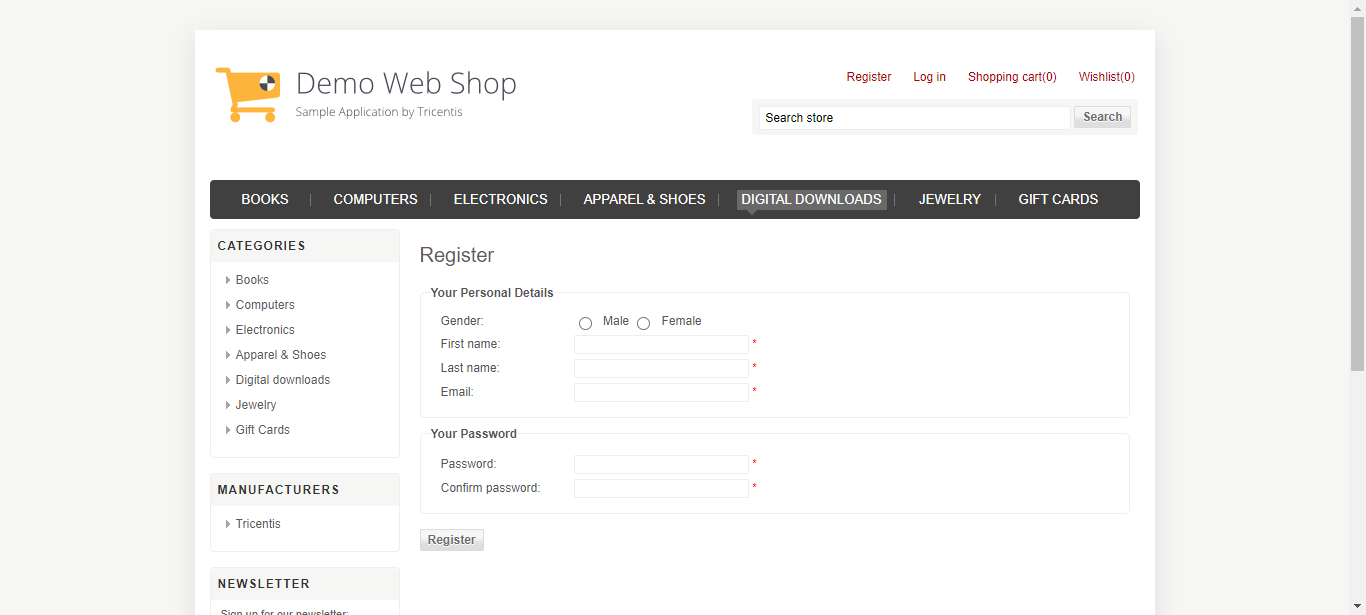 Demo Web Shop
Sample Application by Tricentis
Register Log in Shopping cart(0) Wishlist(0)
Search store Search
BOOKS COMPUTERS ELECTRONICS APPAREL & SHOES DIGITAL DOWNLOADS JEWELRY GIFT CARDS
CATEGORIES
Books
Computers
Electronics
Apparel & Shoes
Digital downloads
Jewelry
Gift Cards
MANUFACTURERS
Tricentis
NEWSLETTER
Sign up for our newsletter:
Register
Your Personal Details
Gender: Male Female
First name: *
Last name: *
Email: *
Your Password
Password: *
Confirm password: *
Register